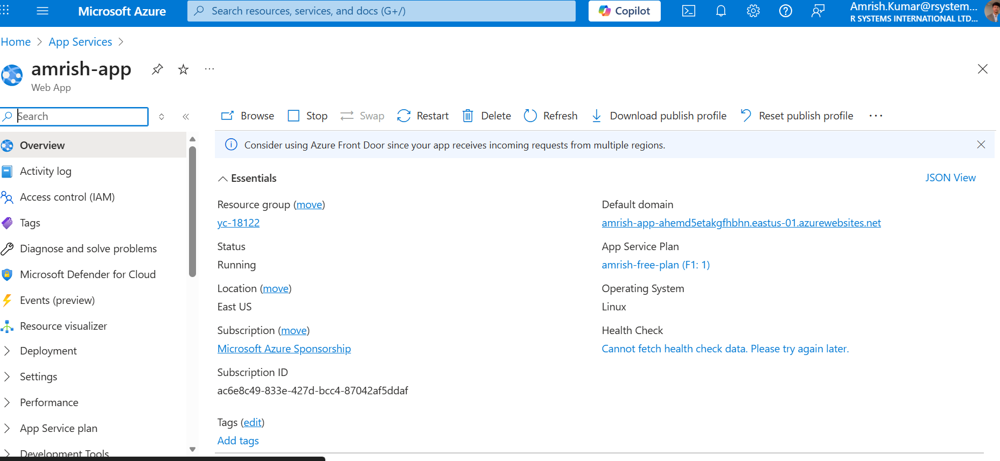 Microsoft Azure
Search resources, services, and docs (G+/)
Copilot
Amrish.Kumar@rsystem...
R SYSTEMS INTERNATIONAL LTD...
Home > App Services >
amrish-app
Web App
Search
Browse Stop Swap Restart Delete Refresh Download publish profile Reset publish profile
Overview
Activity log
Access control (IAM)
Tags
Diagnose and solve problems
Microsoft Defender for Cloud
Events (preview)
Resource visualizer
Deployment
Settings
Performance
App Service plan
Development Tools
Consider using Azure Front Door since your app receives incoming requests from multiple regions.
Essentials
JSON View
Resource group (move)
yc-18122
Status
Running
Location (move)
East US
Subscription (move)
Microsoft Azure Sponsorship
Subscription ID
ac6e8c49-833e-427d-bcc4-87042af5ddaf
Tags (edit)
Add tags
Default domain
amrish-app-ahemd5etakgfhbhn.eastus-01.azurewebsites.net
App Service Plan
amrish-free-plan (F1: 1)
Operating System
Linux
Health Check
Cannot fetch health check data. Please try again later.